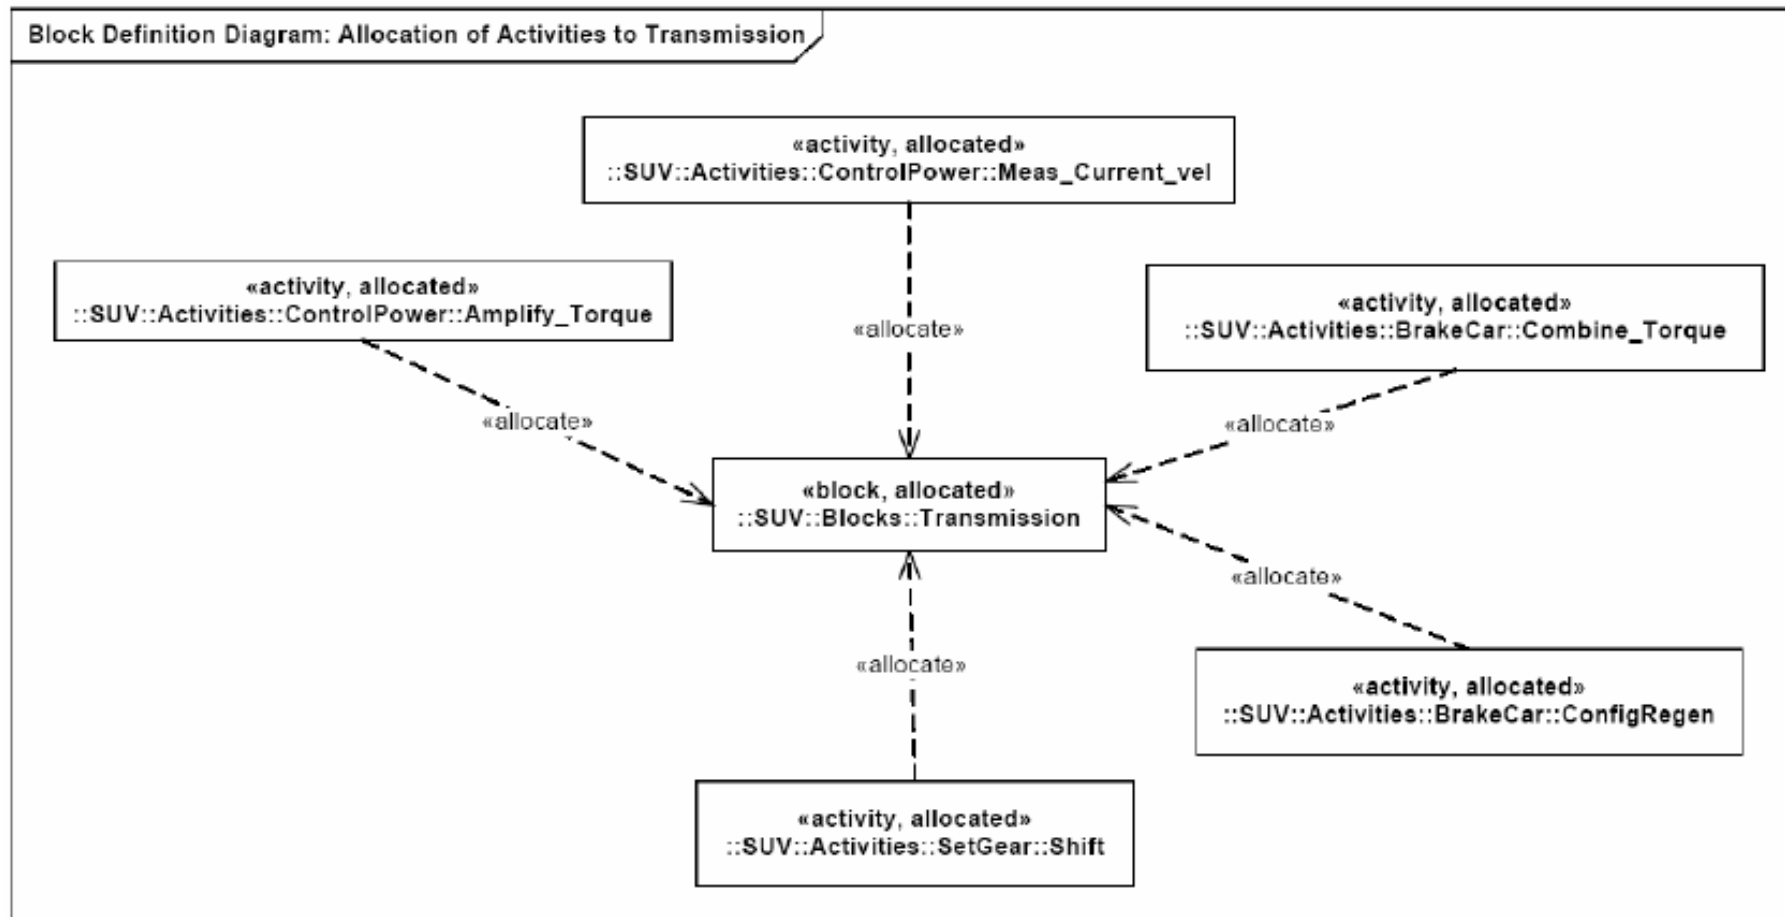 Block Definition Diagram: Allocation of Activities to Transmission
«activity, allocated»
::SUV::Activities::ControlPower::Meas_Current_vel
«activity, allocated»
::SUV::Activities::ControlPower::Amplify_Torque
«activity, allocated»
::SUV::Activities::BrakeCar::Combine_Torque
«allocate»
«allocate»
«allocate»
«block, allocated»
::SUV::Blocks::Transmission
«allocate»
«allocate»
«activity, allocated»
::SUV::Activities::BrakeCar::ConfigRegen
«activity, allocated»
::SUV::Activities::SetGear::Shift